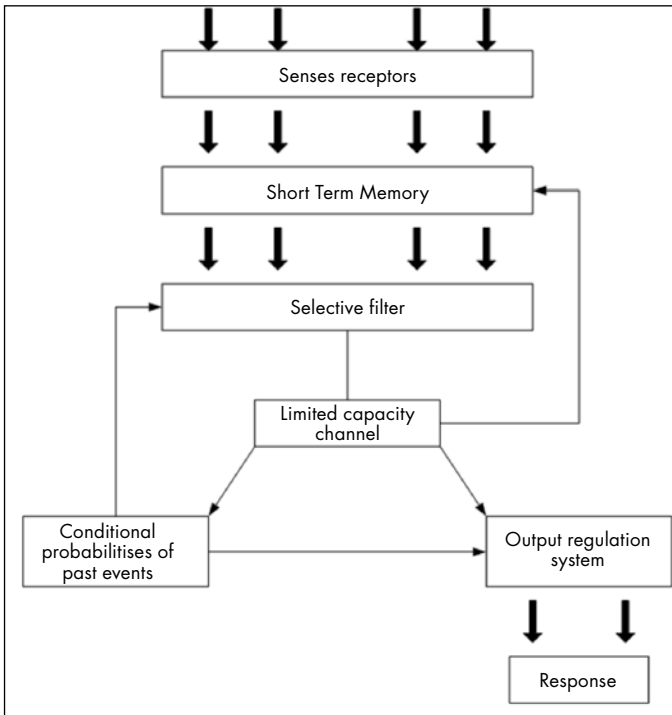 Senses receptors
Short Term Memory
Selective filter
Limited capacity
channel
Conditional
probabilitises of
past events
Output regulation
system
Response